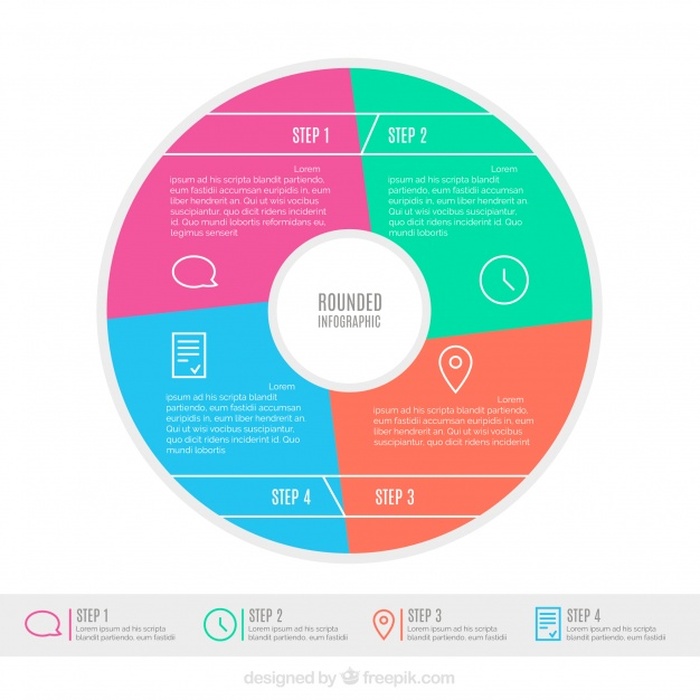 STEP 1
STEP 2
Lorem
ipsum ad his scripta blandit partiendo,
eum fastidii accumsan euripidis in, eum
liber hendrerit an. Qui ut wisi vocibus
suscipiantur, quo dicit ridens inciderint
id. Quo mundi lobortis reformidans eu,
legimus senserit
Lorem
ipsum ad his scripta
blandit partiendo, eum fastidii
accumsan euripidis in, eum liber
hendrerit an. Qui ut wisi vocibus
suscipiantur, quo dicit ridens inciderint id. Quo
mundi lobortis
ROUNDED
INFOGRAPHIC
Lorem
ipsum ad his scripta blandit
partiendo, eum fastidii accumsan
euripidis in, eum liber hendrerit an.
Qui ut wisi vocibus suscipiantur,
quo dicit ridens inciderint id. Quo
mundi lobortis
Lorem
ipsum ad his scripta blandit partiendo,
eum fastidii accumsan euripidis in, eum
liber hendrerit an. Qui ut wisi vocibus
suscipiantur, quo dicit ridens inciderint
STEP 4
STEP 3
STEP 1
Lorem ipsum ad his scripta
blandit partiendo, eum fastidii
STEP 2
Lorem ipsum ad his scripta
blandit partiendo, eum fastidii
STEP 3
Lorem ipsum ad his scripta
blandit partiendo, eum fastidii
STEP 4
Lorem ipsum ad his scripta
blandit partiendo, eum fastidii
designed by freepik.com